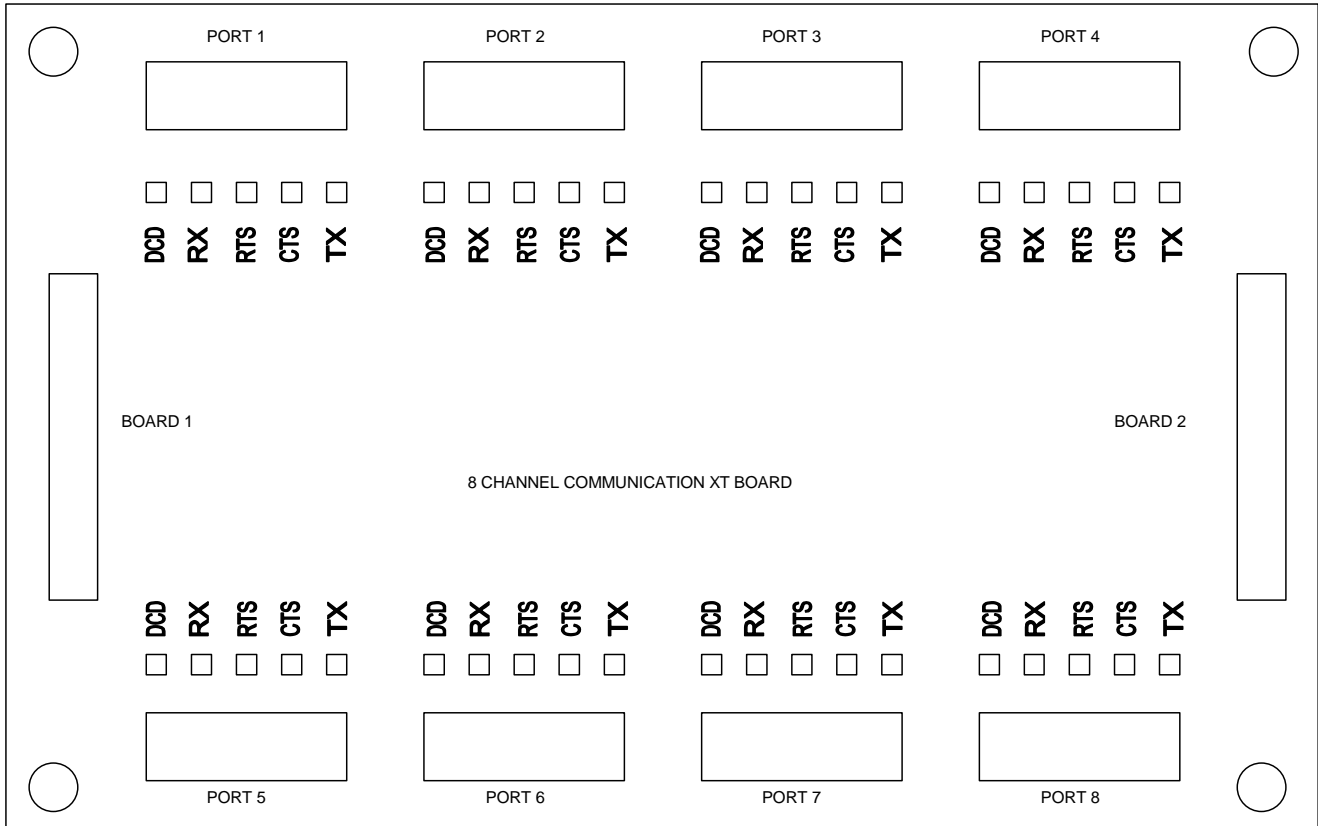 PORT 1 PORT 2 PORT 3 PORT 4
DCD RX RTS CTS TX DCD RX RTS CTS TX DCD RX RTS CTS TX DCD RX RTS CTS TX
BOARD 1 BOARD 2
8 CHANNEL COMMUNICATION XT BOARD
DCD RX RTS CTS TX DCD RX RTS CTS TX DCD RX RTS CTS TX DCD RX RTS CTS TX
PORT 5 PORT 6 PORT 7 PORT 8